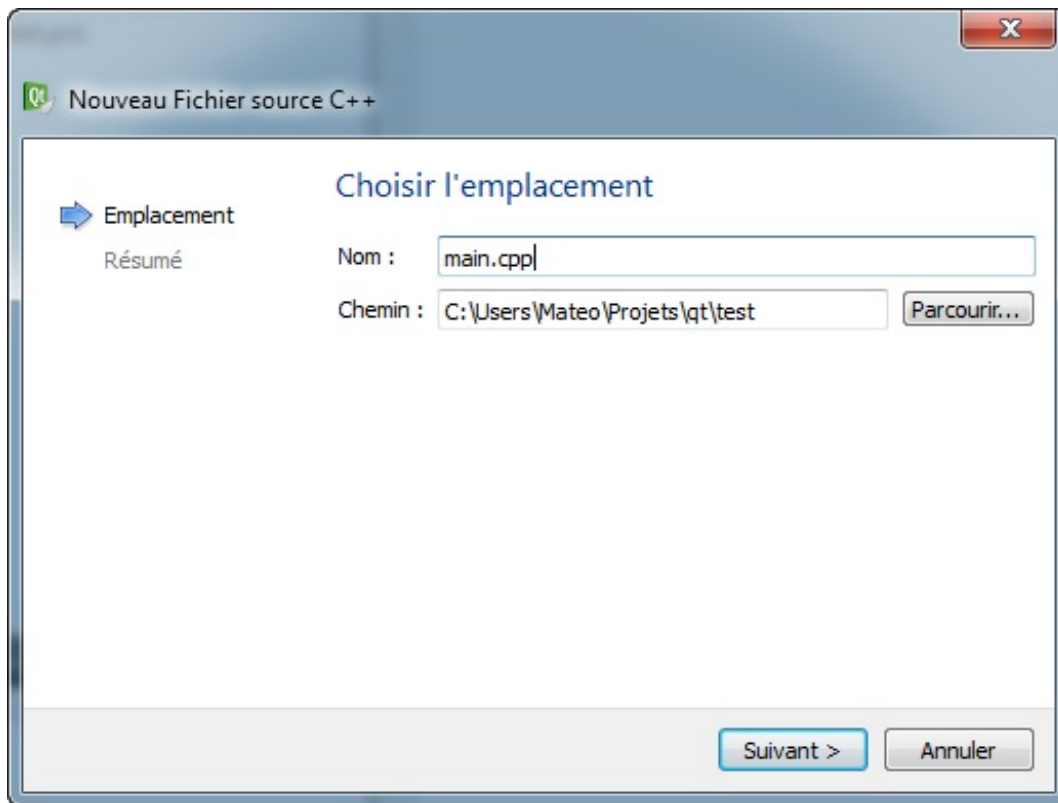 Nouveau Fichier source C++
Choisir l'emplacement
Emplacement
Résumé
Nom : main.cpp
Chemin : C:\Users\Mateo\Projets\qt\test Parcourir...
Suivant > Annuler